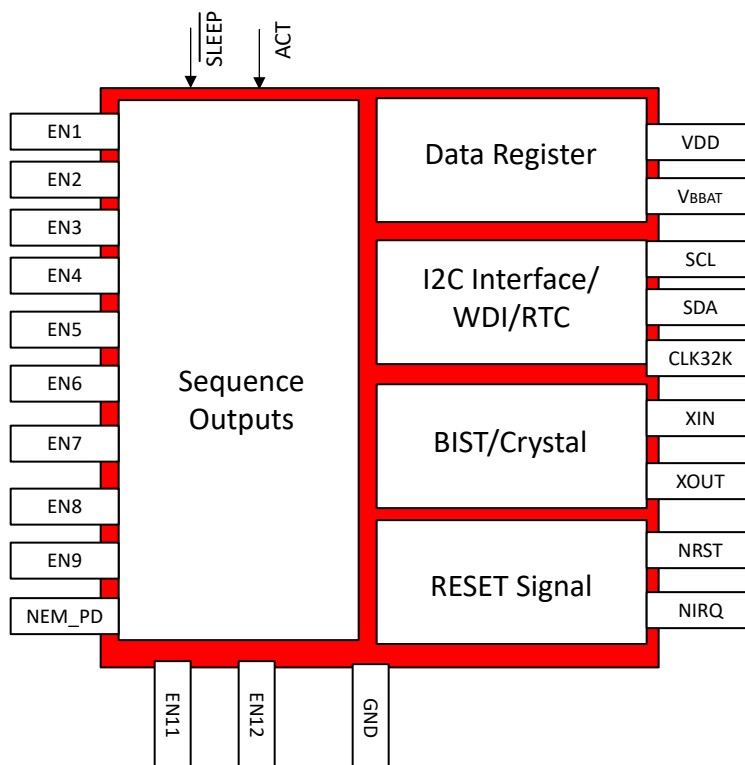 SLEEP
ACT
EN1
EN2
EN3
EN4
EN5
EN6
EN7
EN8
EN9
NEM_PD
Sequence
Outputs
Data Register
I2C Interface/
WDI/RTC
BIST/Crystal
RESET Signal
VDD
VBBAT
SCL
SDA
CLK32K
XIN
XOUT
NRST
NIRQ
EN11
EN12
GND